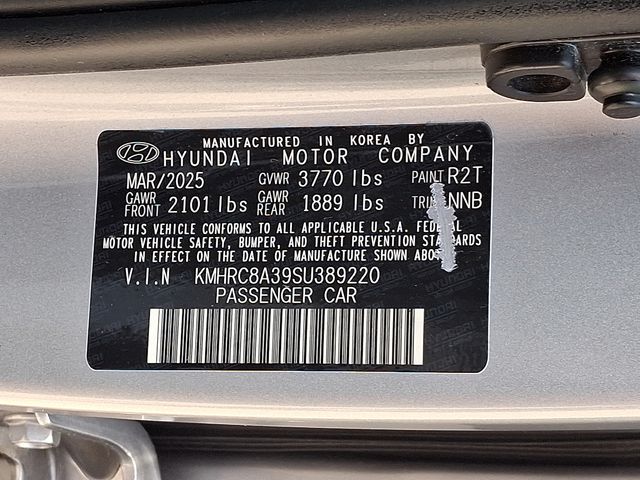 MANUFACTURED IN KOREA BY
HYUNDAI MOTOR COMPANY
MAR/2025 GVWR 3770 lbs PAINT R2T
GAWR FRONT 2101 lbs GAWR REAR 1889 lbs TRIM NNB
THIS VEHICLE CONFORMS TO ALL APPLICABLE U.S.A. FEDERAL
MOTOR VEHICLE SAFETY, BUMPER, AND THEFT PREVENTION STANDARDS
IN EFFECT ON THE DATE OF MANUFACTURE SHOWN ABOVE.
V.I.N KMHRC8A39SU389220
PASSENGER CAR